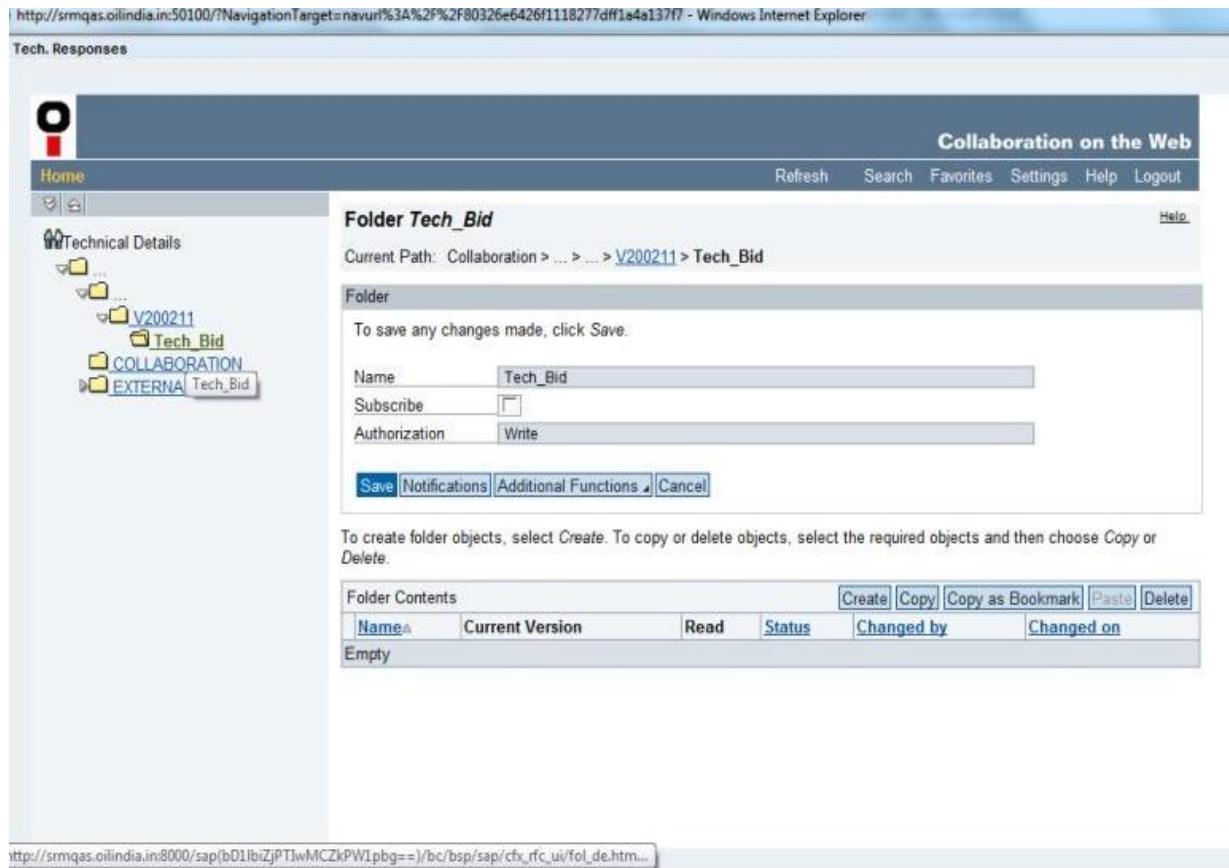 http://srmqas.oilindia.in:50100/?NavigationTarget=navurl%3A%2F%2F80326e6426f1118277dff1a4a137f7 - Windows Internet Explorer
Tech. Responses
Collaboration on the Web
Home Refresh Search Favorites Settings Help Logout
Technical Details
...
...
V200211
Tech_Bid
COLLABORATION
EXTERNA
Tech_Bid
Folder Tech_Bid Help
Current Path: Collaboration > ... > ... > V200211 > Tech_Bid
Folder
To save any changes made, click Save.
Name Tech_Bid
Subscribe
Authorization Write
Save Notifications Additional Functions Cancel
To create folder objects, select Create. To copy or delete objects, select the required objects and then choose Copy or
Delete.
Folder Contents Create Copy Copy as Bookmark Paste Delete
Name Current Version Read Status Changed by Changed on
Empty
http://srmqas.oilindia.in:8000/sap(bD1lbiZjPTIwMCZkPW1pbg==)/bc/bsp/sap/cfx_rfc_ui/fol_de.htm...